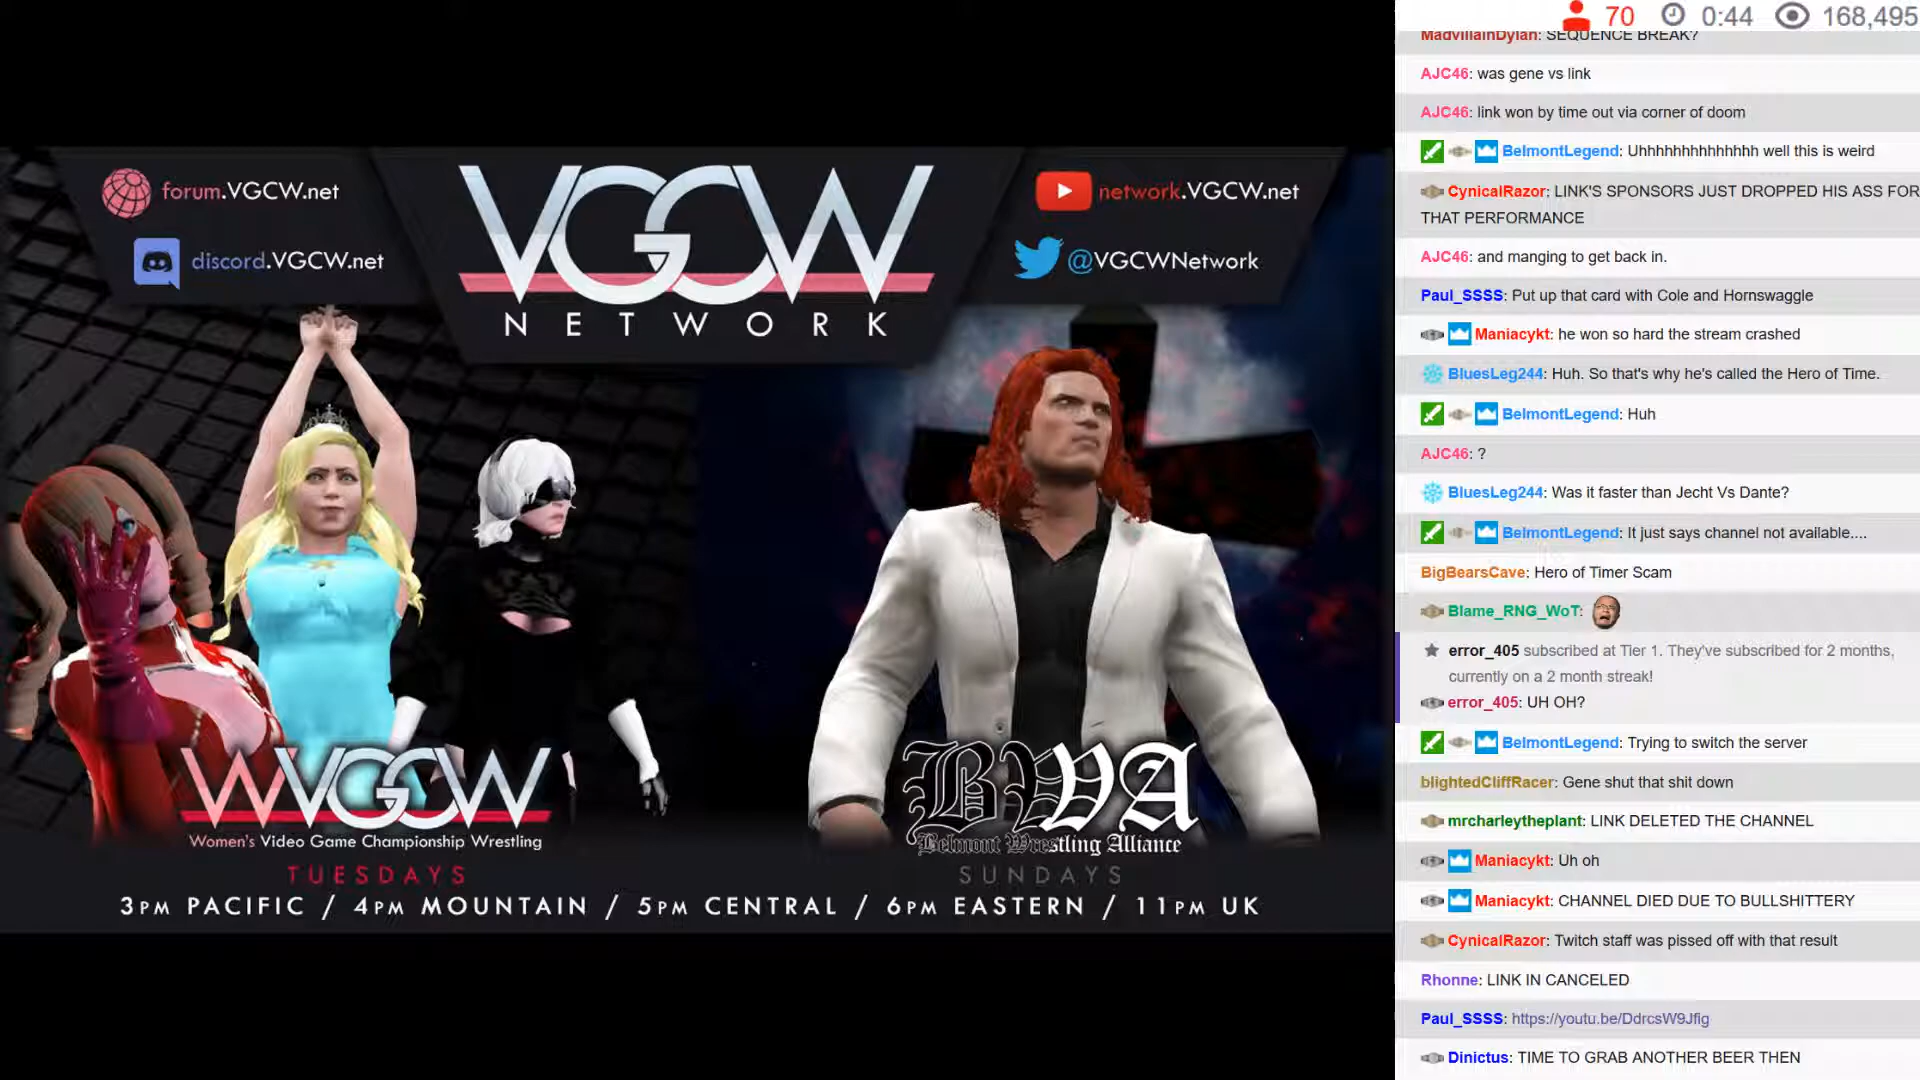 forum.VGCW.net
discord.VGCW.net
VGCW
NETWORK
network.VGCW.net
@VGCWNetwork
WVGCW
Women's Video Game Championship Wrestling
TUESDAYS
BWA
Belmont Wrestling Alliance
SUNDAYS
3PM PACIFIC / 4PM MOUNTAIN / 5PM CENTRAL / 6PM EASTERN / 11PM UK
70 0:44 168,495
MadvillainDylan: SEQUENCE BREAK?
AJC46: was gene vs link
AJC46: link won by time out via corner of doom
BelmontLegend: Uhhhhhhhhhhhhh well this is weird
CynicalRazor: LINK'S SPONSORS JUST DROPPED HIS ASS FOR
THAT PERFORMANCE
AJC46: and manging to get back in.
Paul_SSSS: Put up that card with Cole and Hornswaggle
Maniacykt: he won so hard the stream crashed
BluesLeg244: Huh. So that's why he's called the Hero of Time.
BelmontLegend: Huh
AJC46: ?
BluesLeg244: Was it faster than Jecht Vs Dante?
BelmontLegend: It just says channel not available....
BigBearsCave: Hero of Timer Scam
Blame_RNG_WoT:
error_405 subscribed at Tier 1. They've subscribed for 2 months,
currently on a 2 month streak!
error_405: UH OH?
BelmontLegend: Trying to switch the server
blightedCliffRacer: Gene shut that shit down
mrcharleytheplant: LINK DELETED THE CHANNEL
Maniacykt: Uh oh
Maniacykt: CHANNEL DIED DUE TO BULLSHITTERY
CynicalRazor: Twitch staff was pissed off with that result
Rhonne: LINK IN CANCELED
Paul_SSSS: https://youtu.be/DdrcsW9Jfig
Dinictus: TIME TO GRAB ANOTHER BEER THEN